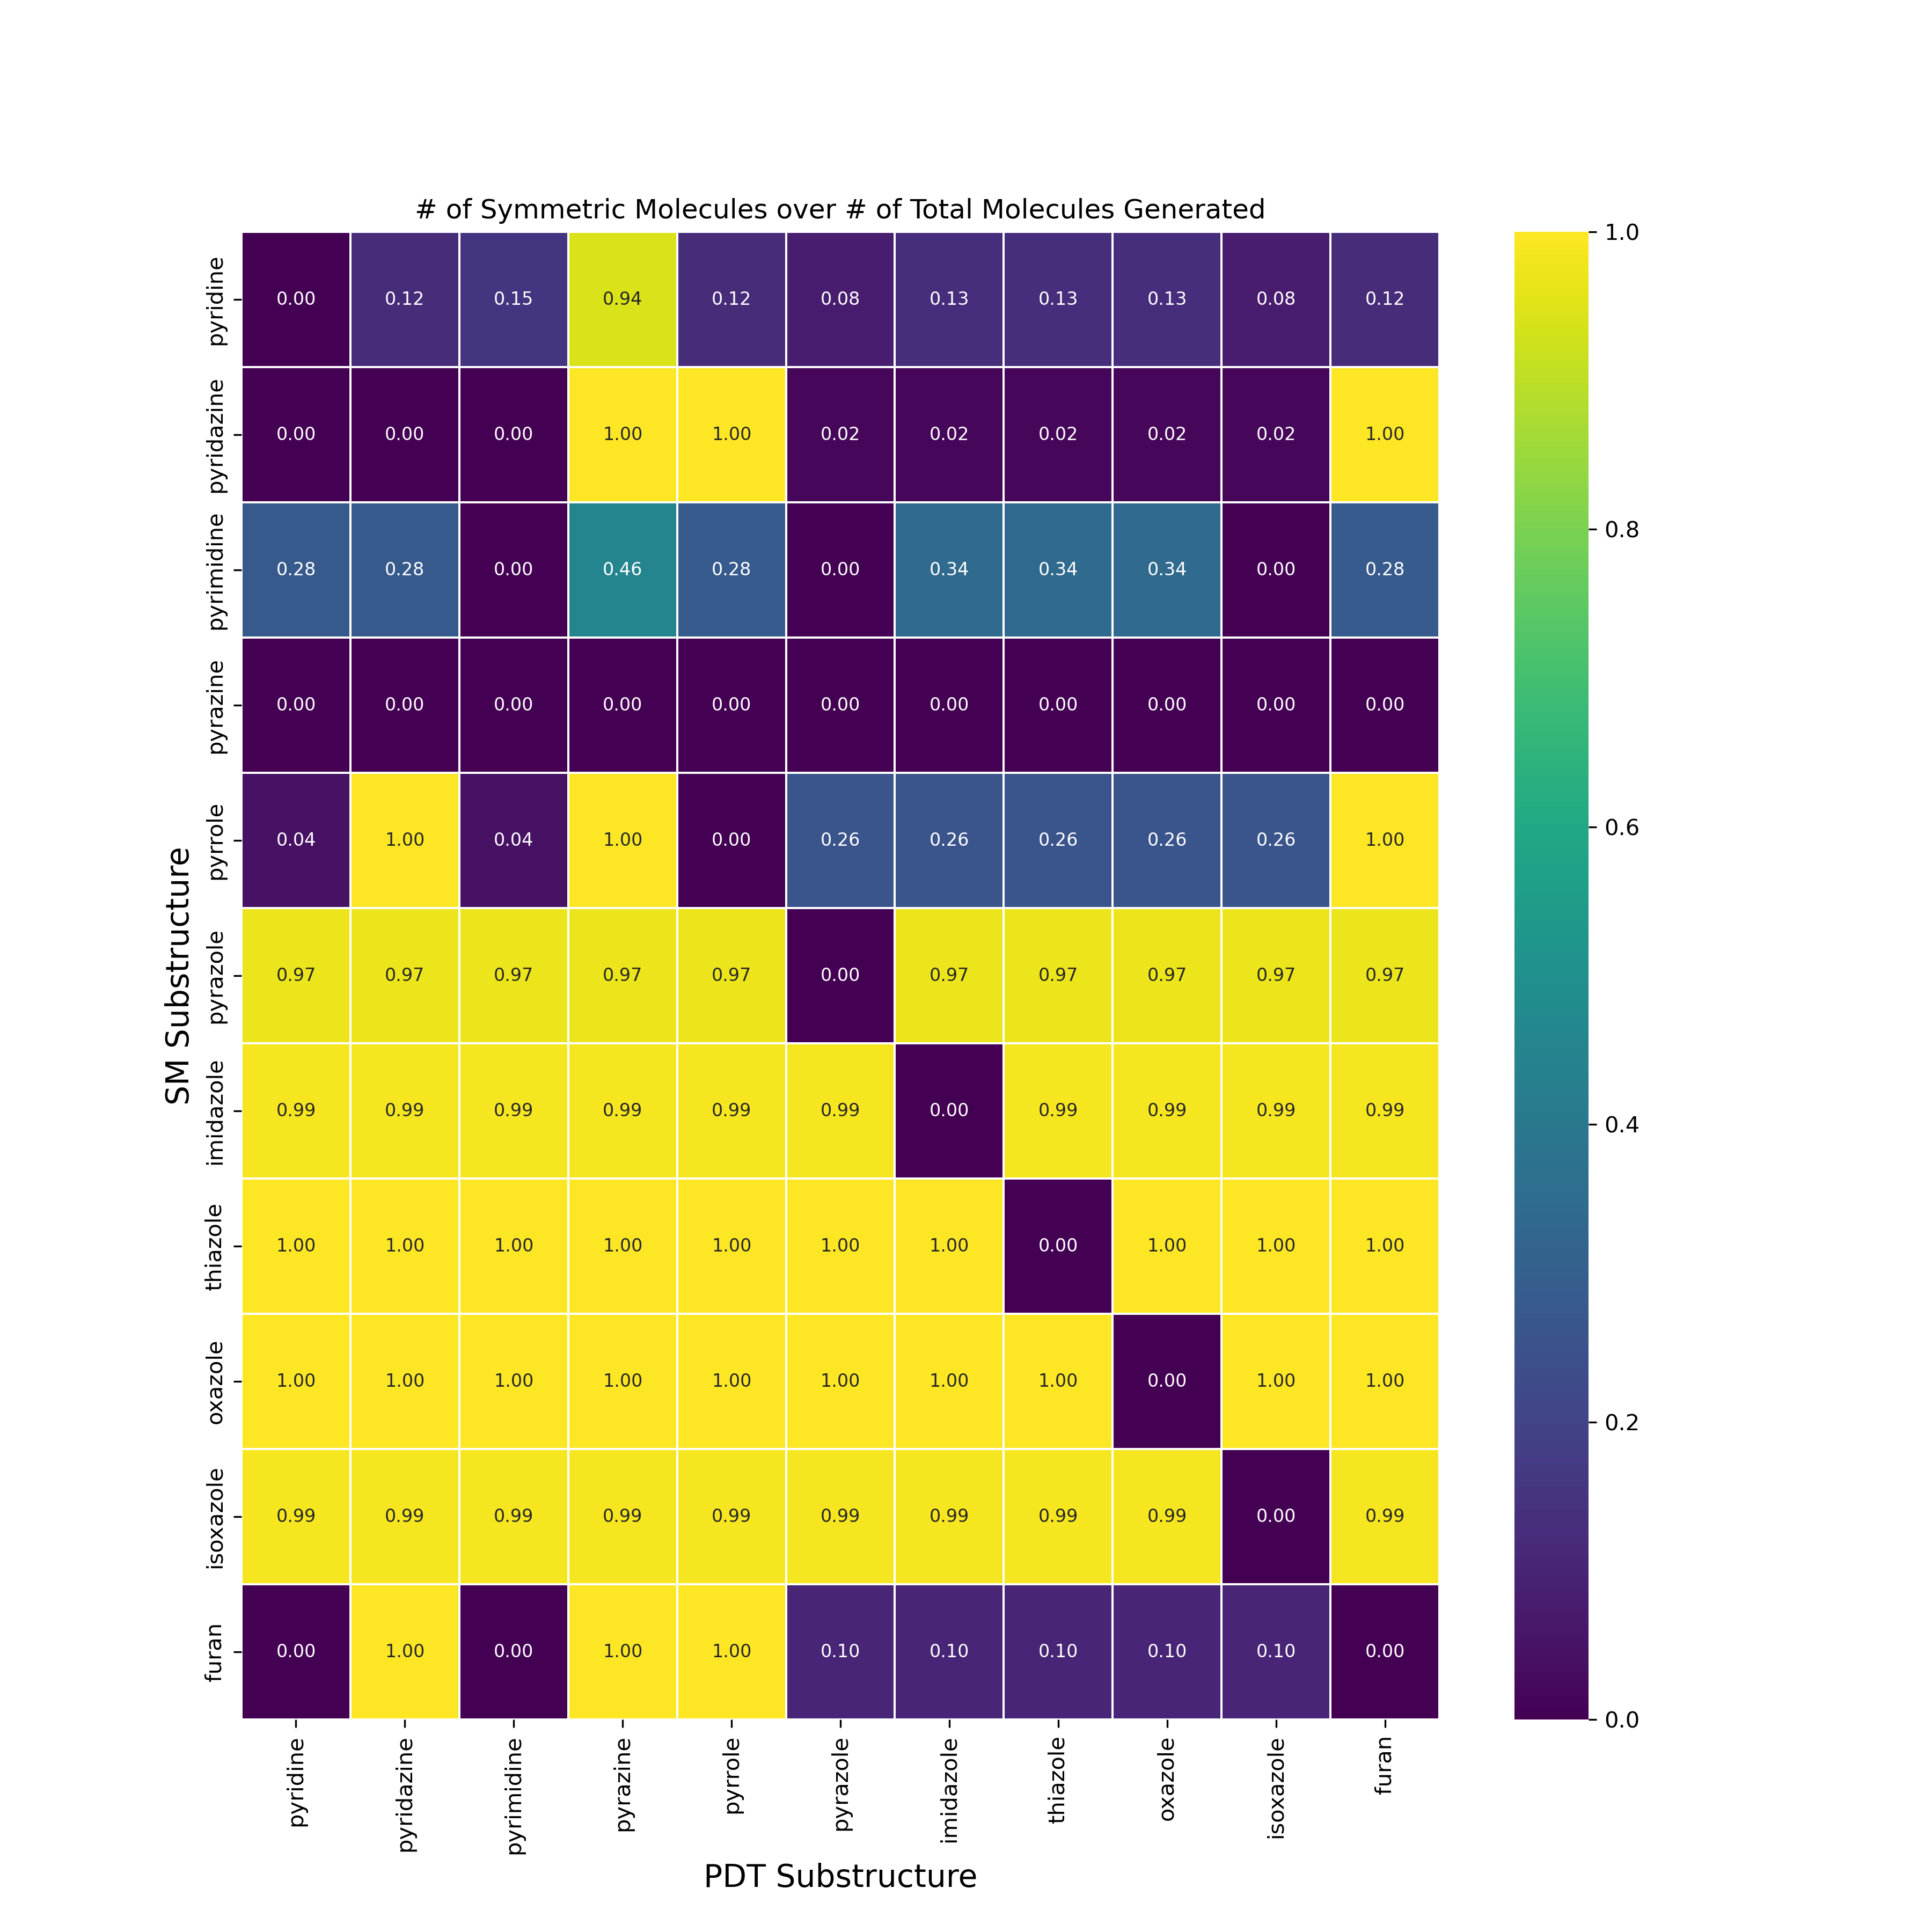 # of Symmetric Molecules over # of Total Molecules Generated
SM Substructure
pyridine 0.00 0.12 0.15 0.94 0.12 0.08 0.13 0.13 0.13 0.08 0.12
pyridazine 0.00 0.00 0.00 1.00 1.00 0.02 0.02 0.02 0.02 0.02 1.00
pyrimidine 0.28 0.28 0.00 0.46 0.28 0.00 0.34 0.34 0.34 0.00 0.28
pyrazine 0.00 0.00 0.00 0.00 0.00 0.00 0.00 0.00 0.00 0.00 0.00
pyrrole 0.04 1.00 0.04 1.00 0.00 0.26 0.26 0.26 0.26 0.26 1.00
pyrazole 0.97 0.97 0.97 0.97 0.97 0.00 0.97 0.97 0.97 0.97 0.97
imidazole 0.99 0.99 0.99 0.99 0.99 0.99 0.00 0.99 0.99 0.99 0.99
thiazole 1.00 1.00 1.00 1.00 1.00 1.00 1.00 0.00 1.00 1.00 1.00
oxazole 1.00 1.00 1.00 1.00 1.00 1.00 1.00 1.00 0.00 1.00 1.00
isoxazole 0.99 0.99 0.99 0.99 0.99 0.99 0.99 0.99 0.99 0.00 0.99
furan 0.00 1.00 0.00 1.00 1.00 0.10 0.10 0.10 0.10 0.10 0.00
pyridine pyridazine pyrimidine pyrazine pyrrole pyrazole imidazole thiazole oxazole isoxazole furan
PDT Substructure
1.0
0.8
0.6
0.4
0.2
0.0